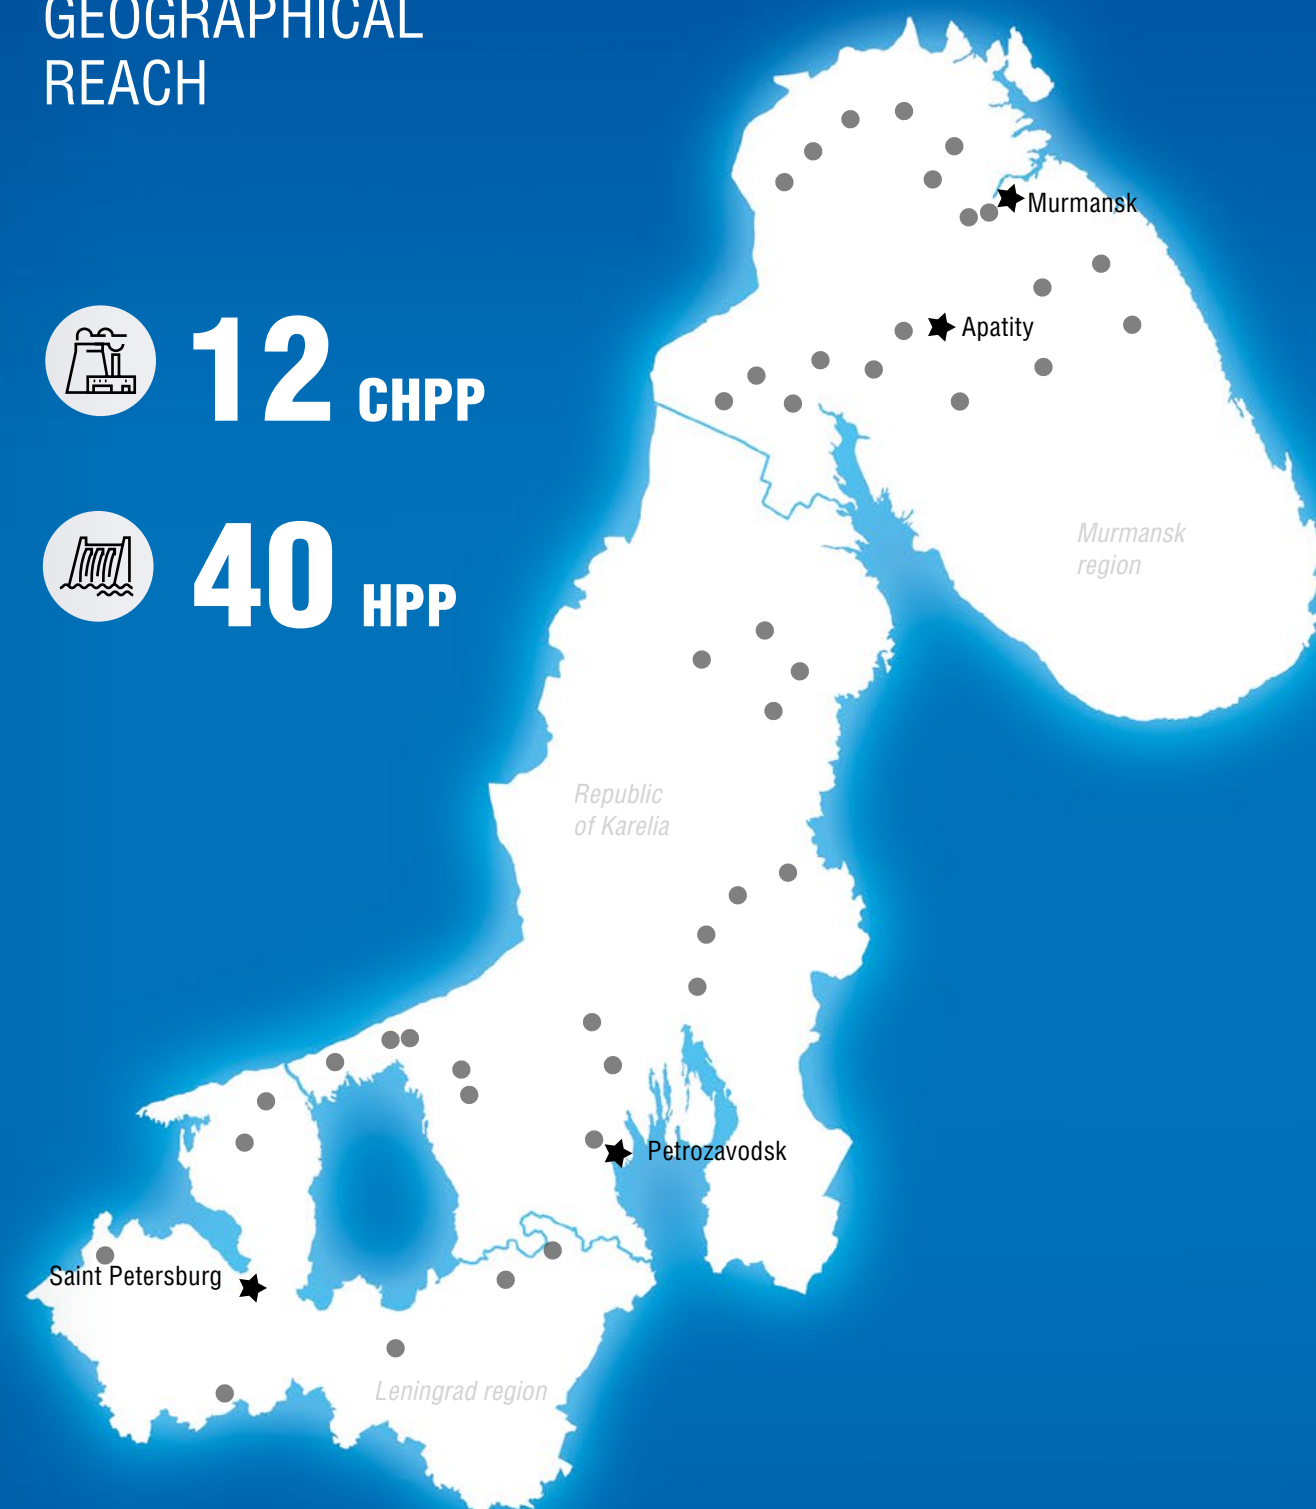 GEOGRAPHICAL
REACH
12 CHPP
40 HPP
Murmansk
Apatity
Murmansk
region
Republic
of Karelia
Petrozavodsk
Saint Petersburg
Leningrad region